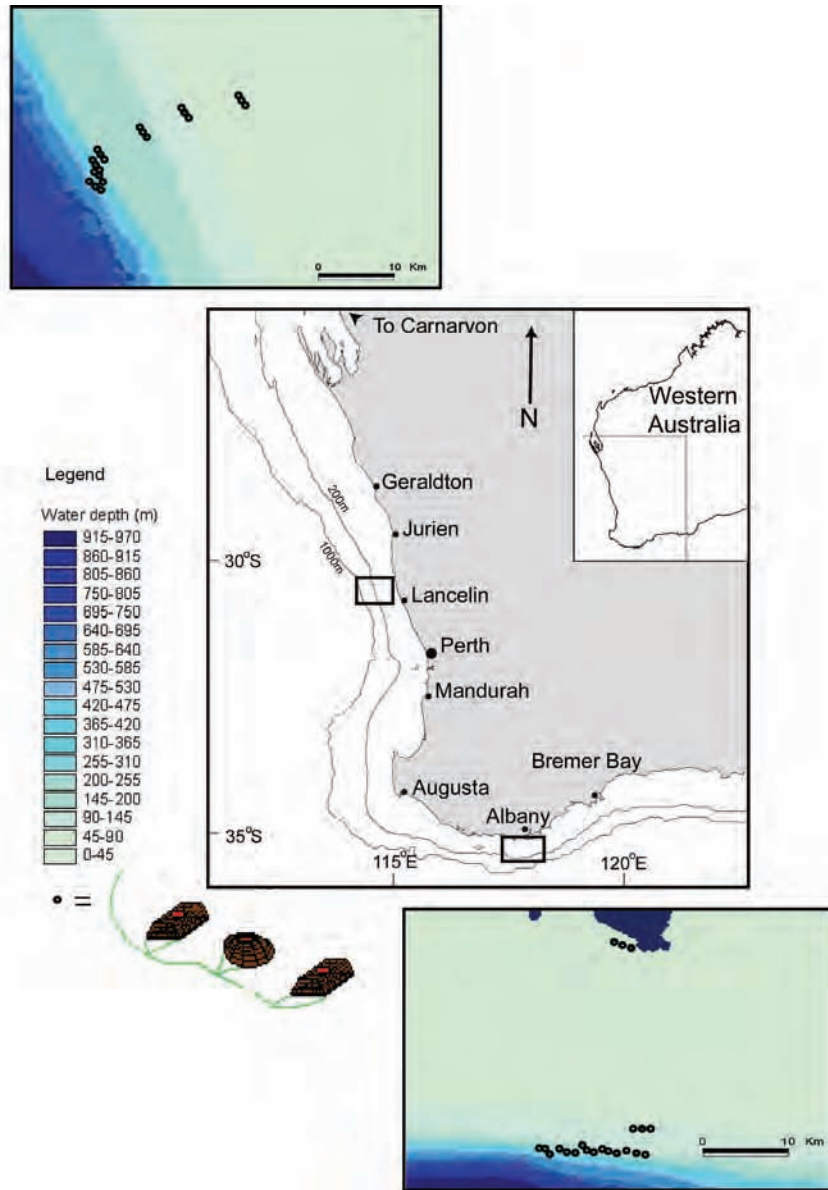 0 10 Km
To Carnarvon
N
Western
Australia
Geraldton
200m
Jurien
1000m
30°S
Lancelin
Perth
Mandurah
Bremer Bay
Augusta
Albany
35°S
115°E
120°E
Legend
Water depth (m)
915-970
860-915
805-860
750-805
695-750
640-695
585-640
530-585
475-530
420-475
365-420
310-365
255-310
200-255
145-200
90-145
45-90
0-45
=
0 10 Km